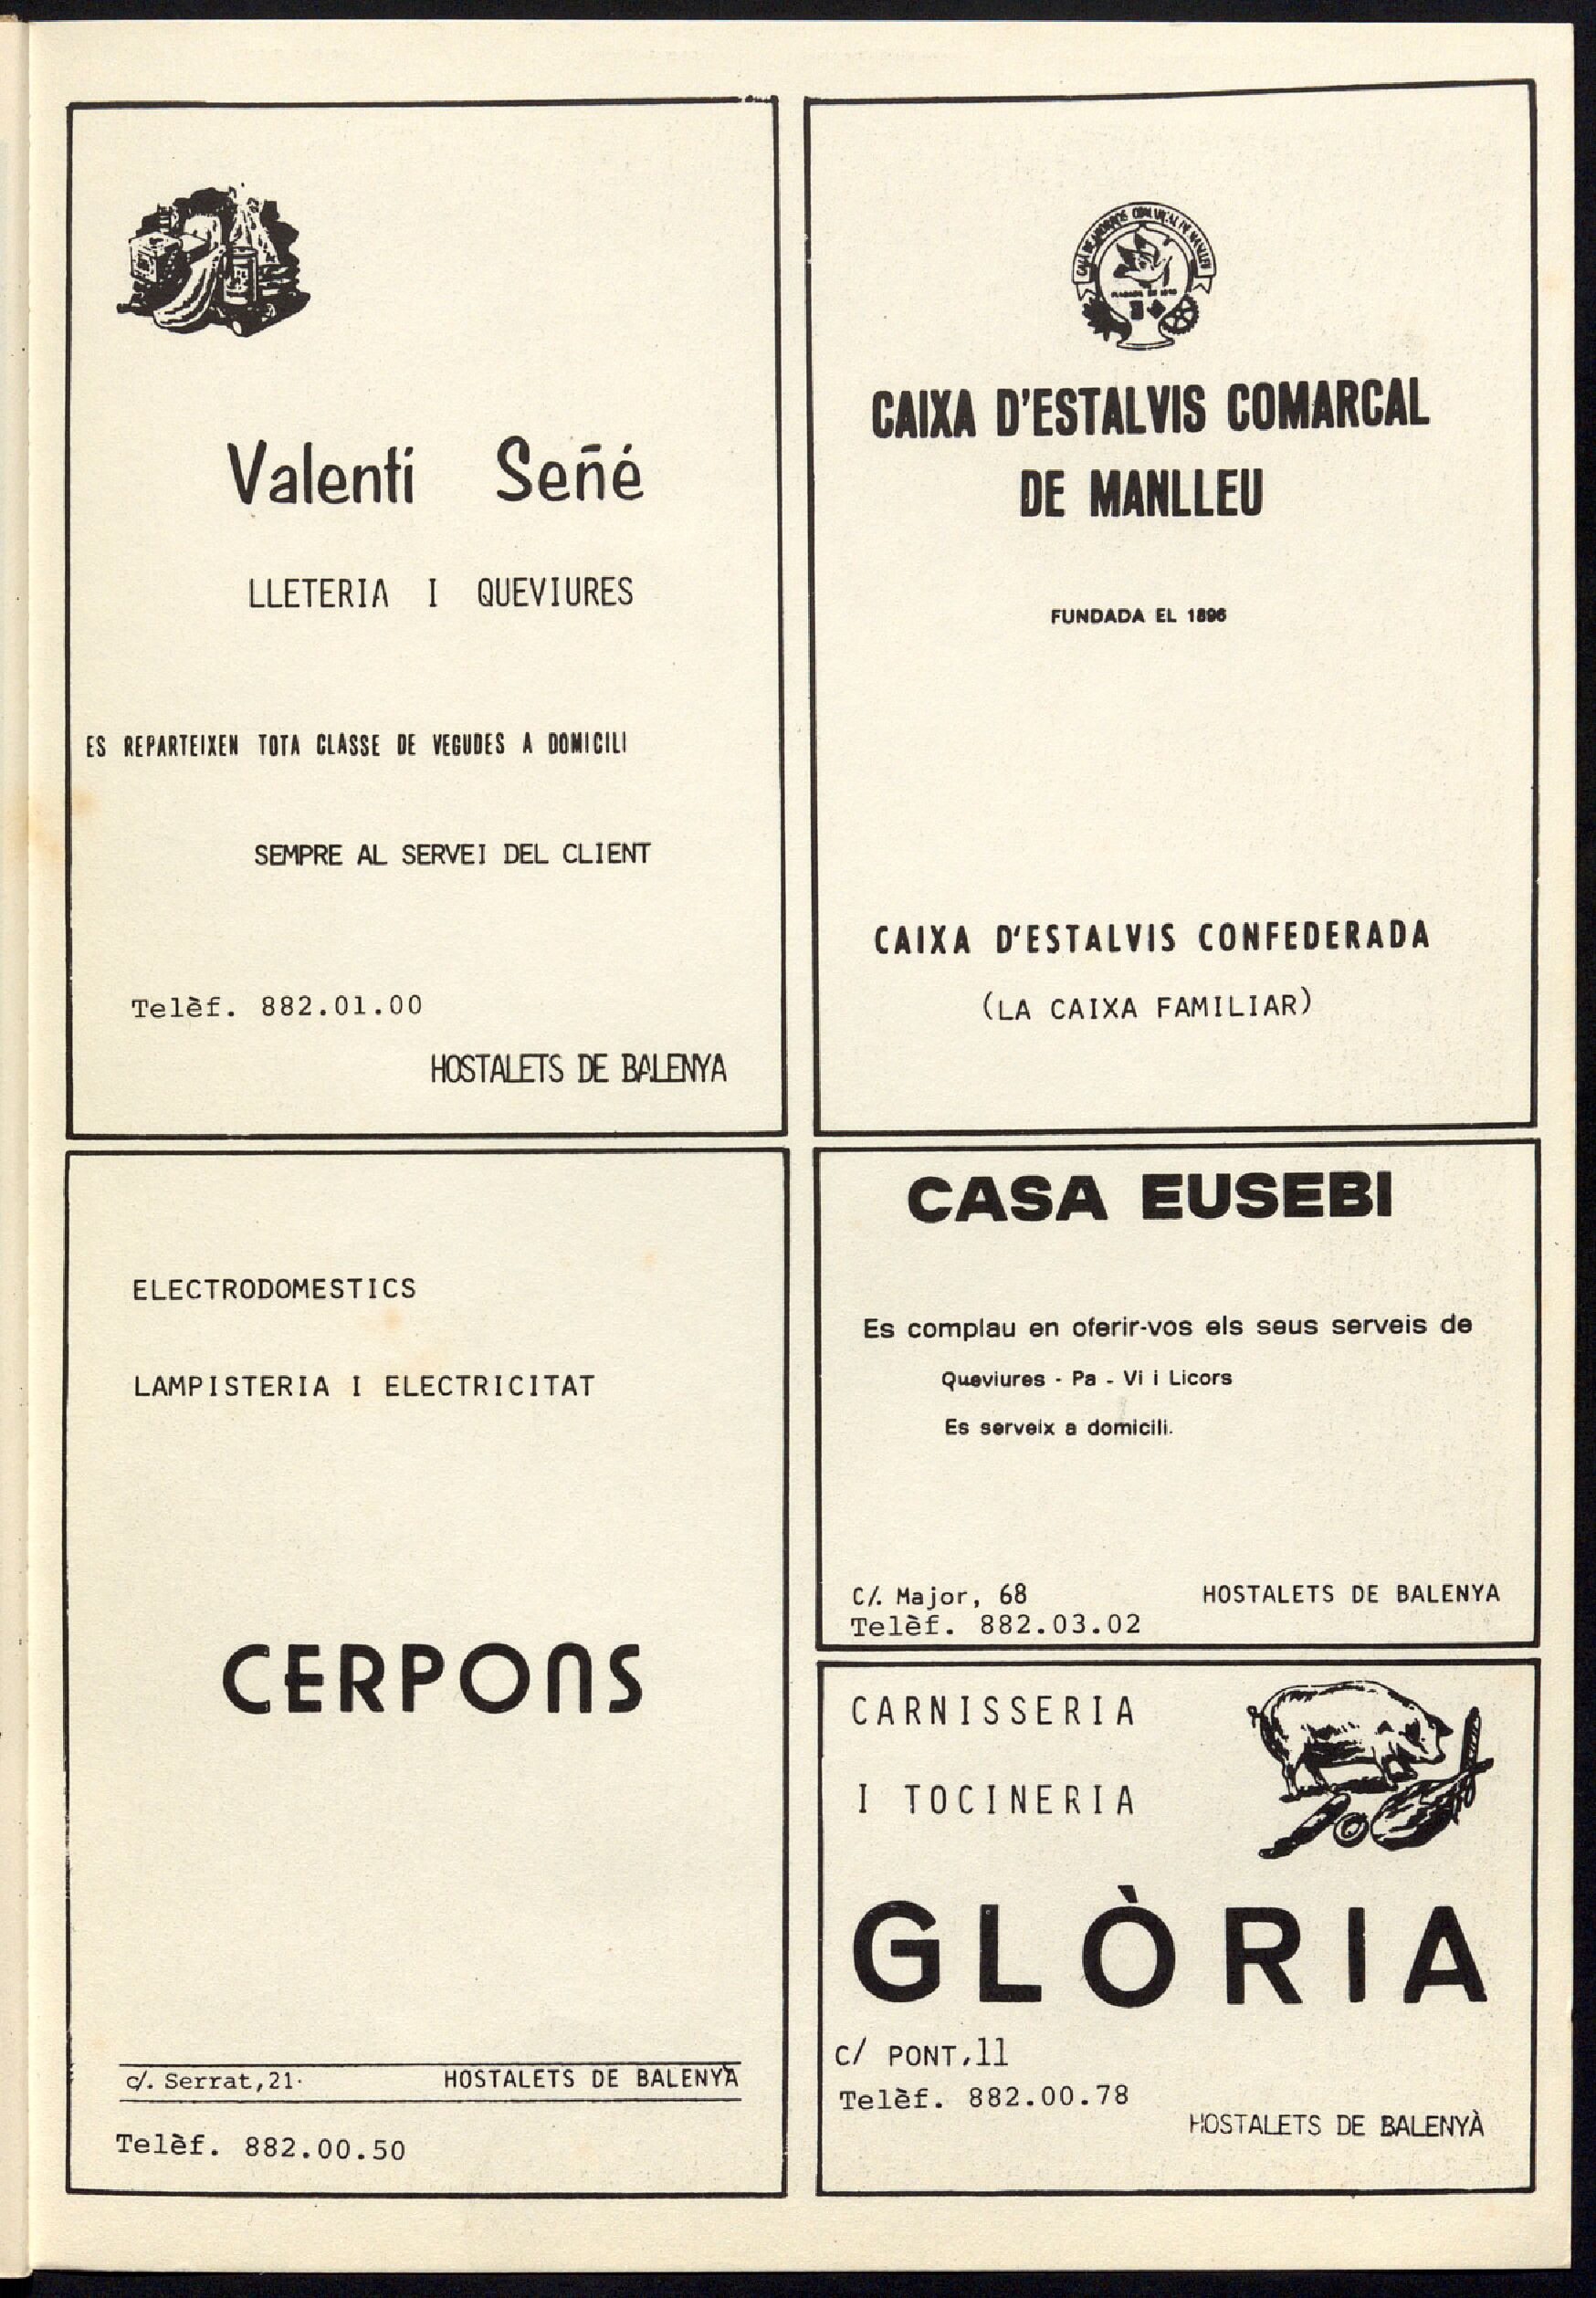 Valentí Señé
LLETERIA I QUEVIURES
ES REPARTEIXEN TOTA CLASSE DE VEGUDES A DOMICILI
SEMPRE AL SERVEI DEL CLIENT
Telèf. 882.01.00
HOSTALETS DE BALENYA
CAIXA D'ESTALVIS COMARCAL
DE MANLLEU
FUNDADA EL 1896
CAIXA D'ESTALVIS CONFEDERADA
(LA CAIXA FAMILIAR)
ELECTRODOMESTICS
LAMPISTERIA I ELECTRICITAT
CERPONS
c/. Serrat,21· HOSTALETS DE BALENYÀ
Telèf. 882.00.50
CASA EUSEBI
Es complau en oferir-vos els seus serveis de
Queviures - Pa - Vi i Licors
Es serveix a domicili.
C/. Major, 68 HOSTALETS DE BALENYA
Telèf. 882.03.02
CARNISSERIA
I TOCINERIA
GLÒRIA
C/ PONT,11
Telèf. 882.00.78
HOSTALETS DE BALENYÀ